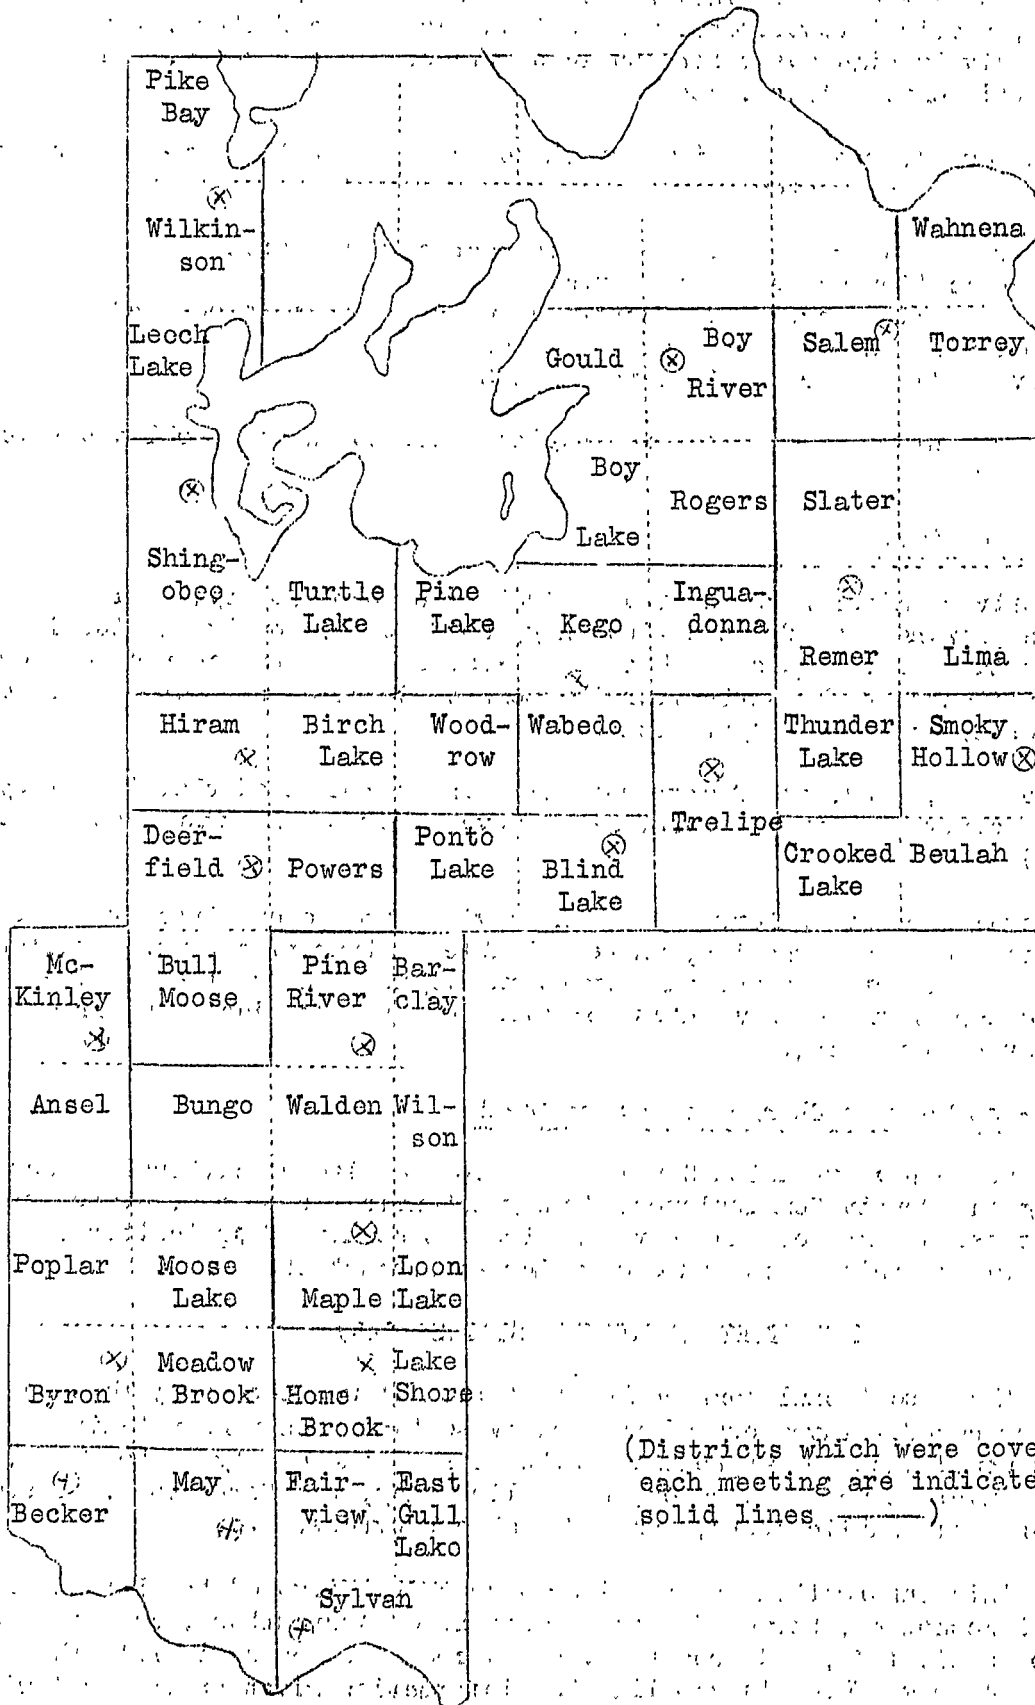 Pike
Bay
Wilkin-
son
Wahnena
Leech
Lake
Gould
Boy
River
Salem
Torrey
Boy
Lake
Rogers
Slater
Shing-
obee
Turtle
Lake
Pine
Lake
Kego
Ingua-
donna
Remer
Lima
Hiram
Birch
Lake
Wood-
row
Wabedo
Thunder
Lake
Smoky
Hollow
Trelipe
Deer-
field
Powers
Ponto
Lake
Blind
Lake
Crooked
Lake
Beulah
Mc-
Kinley
Bull
Moose
Pine
River
Bar-
clay
Ansel
Bungo
Walden
Wil-
son
Poplar
Moose
Lake
Maple
Loon
Lake
Byron
Meadow
Brook
Home
Brook
Lake
Shore
Becker
May
Fair-
view
East
Gull
Lake
Sylvan
(Districts which were cove
each meeting are indicate
solid lines ———)